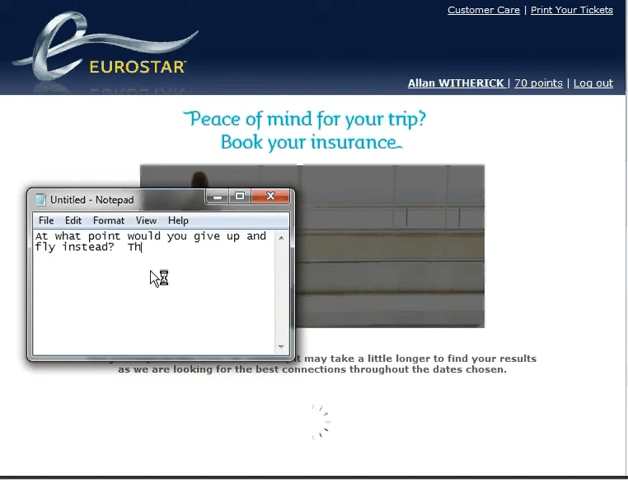 Customer Care | Print Your Tickets
EUROSTAR
Allan WITHERICK | 70 points | Log out
Peace of mind for your trip?
Book your insurance
Untitled - Notepad
File Edit Format View Help
At what point would you give up and
fly instead?  Th
it may take a little longer to find your results
as we are looking for the best connections throughout the dates chosen.